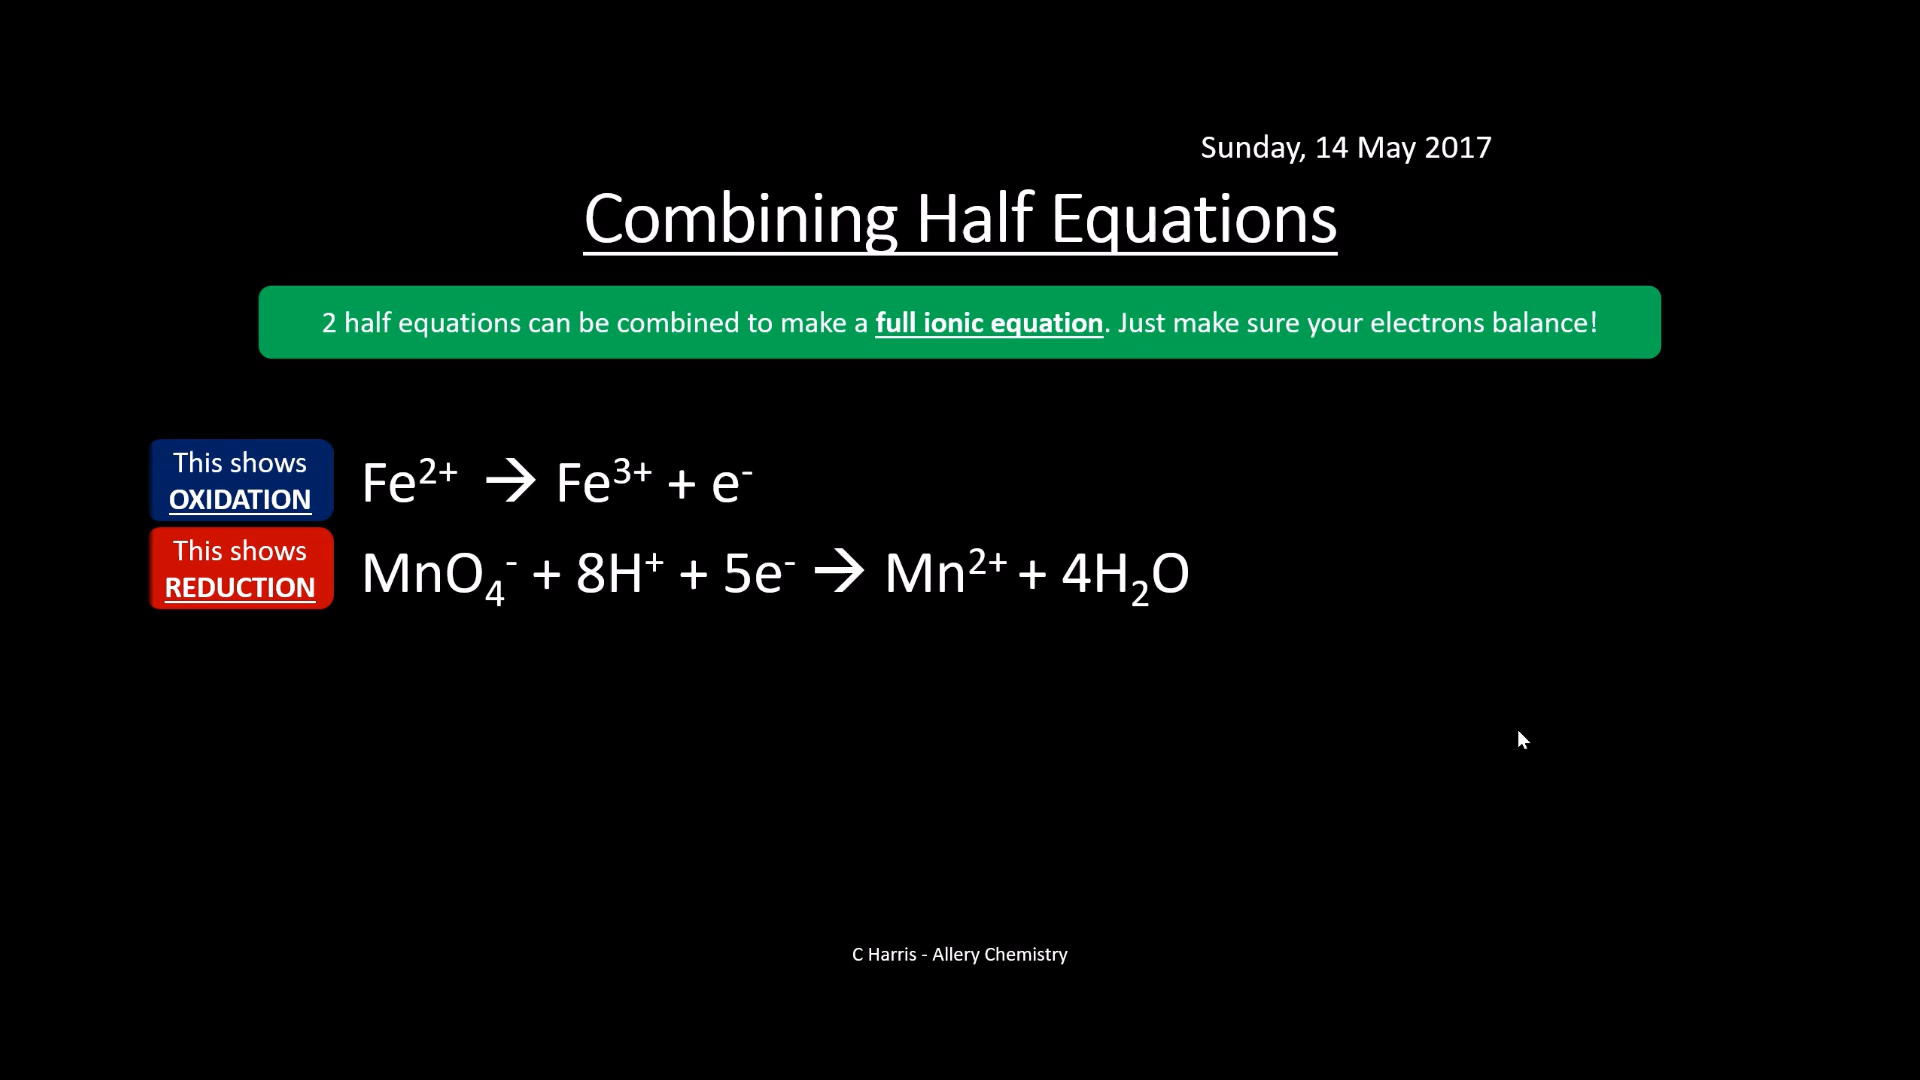 Sunday, 14 May 2017
Combining Half Equations
2 half equations can be combined to make a full ionic equation. Just make sure your electrons balance!
This shows
OXIDATION
Fe²⁺ → Fe³⁺ + e⁻
This shows
REDUCTION
MnO₄⁻ + 8H⁺ + 5e⁻ → Mn²⁺ + 4H₂O
C Harris - Allery Chemistry